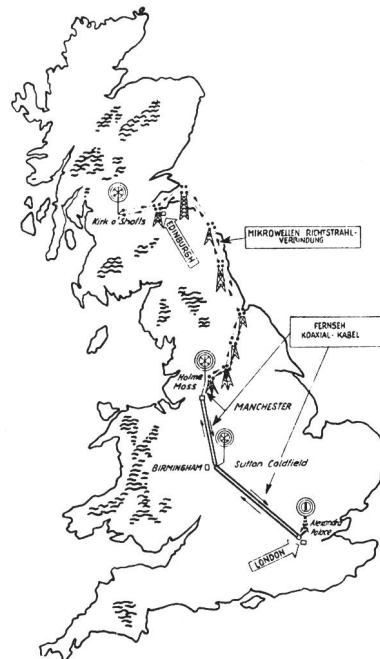 Kirk o'Shotts
EDINBURGH
MIKROWELLEN RICHTSTRAHL-
VERBINDUNG
FERNSEH
KOAXIAL-KABEL
Holme
Moss
MANCHESTER
BIRMINGHAM
Sutton Coldfield
Alexandra
Palace
LONDON